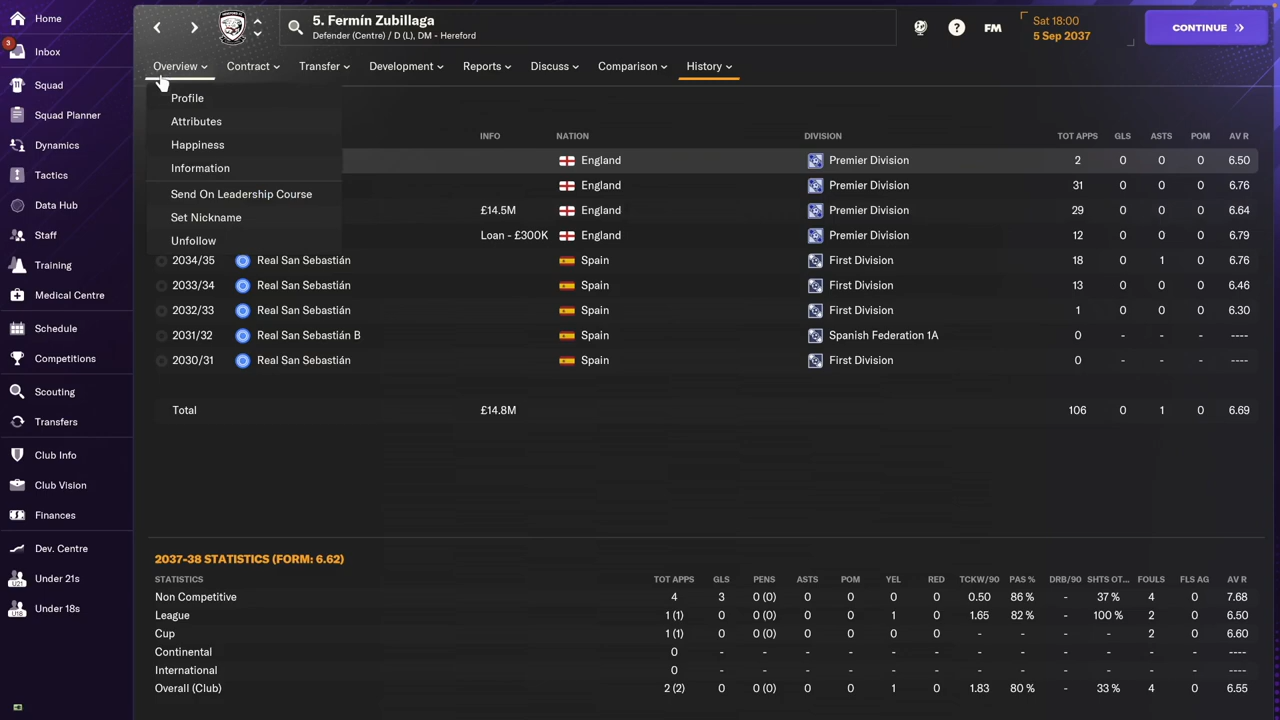 Home
3
Inbox
Squad
Squad Planner
Dynamics
Tactics
Data Hub
Staff
Training
Medical Centre
Schedule
Competitions
Scouting
Transfers
Club Info
Club Vision
Finances
Dev. Centre
U21 Under 21s
U18 Under 18s
5. Fermín Zubillaga
Defender (Centre) / D (L), DM - Hereford
? FM
Sat 18:00
5 Sep 2037
CONTINUE
Overview Contract Transfer Development Reports Discuss Comparison History
Profile
Attributes
Happiness
Information
Send On Leadership Course
Set Nickname
Unfollow
INFO NATION DIVISION TOT APPS GLS ASTS POM AV R
England Premier Division 2 0 0 0 6.50
England Premier Division 31 0 0 0 6.76
£14.5M England Premier Division 29 0 0 0 6.64
Loan - £300K England Premier Division 12 0 0 0 6.79
2034/35 Real San Sebastián Spain First Division 18 0 1 0 6.76
2033/34 Real San Sebastián Spain First Division 13 0 0 0 6.46
2032/33 Real San Sebastián Spain First Division 1 0 0 0 6.30
2031/32 Real San Sebastián B Spain Spanish Federation 1A 0 - - - ----
2030/31 Real San Sebastián Spain First Division 0 - - - ----
Total £14.8M 106 0 1 0 6.69
2037-38 STATISTICS (FORM: 6.62)
STATISTICS TOT APPS GLS PENS ASTS POM YEL RED TCKW/90 PAS % DRB/90 SHTS OT... FOULS FLS AG AV R
Non Competitive 4 3 0 (0) 0 0 0 0 0.50 86 % - 37 % 4 0 7.68
League 1 (1) 0 0 (0) 0 0 1 0 1.65 82 % - 100 % 2 0 6.50
Cup 1 (1) 0 0 (0) 0 0 0 0 - - - - 2 0 6.60
Continental 0 - - - - - - - - - - - - ----
International 0 - - - - - - - - - - - - ----
Overall (Club) 2 (2) 0 0 (0) 0 0 1 0 1.83 80 % - 33 % 4 0 6.55